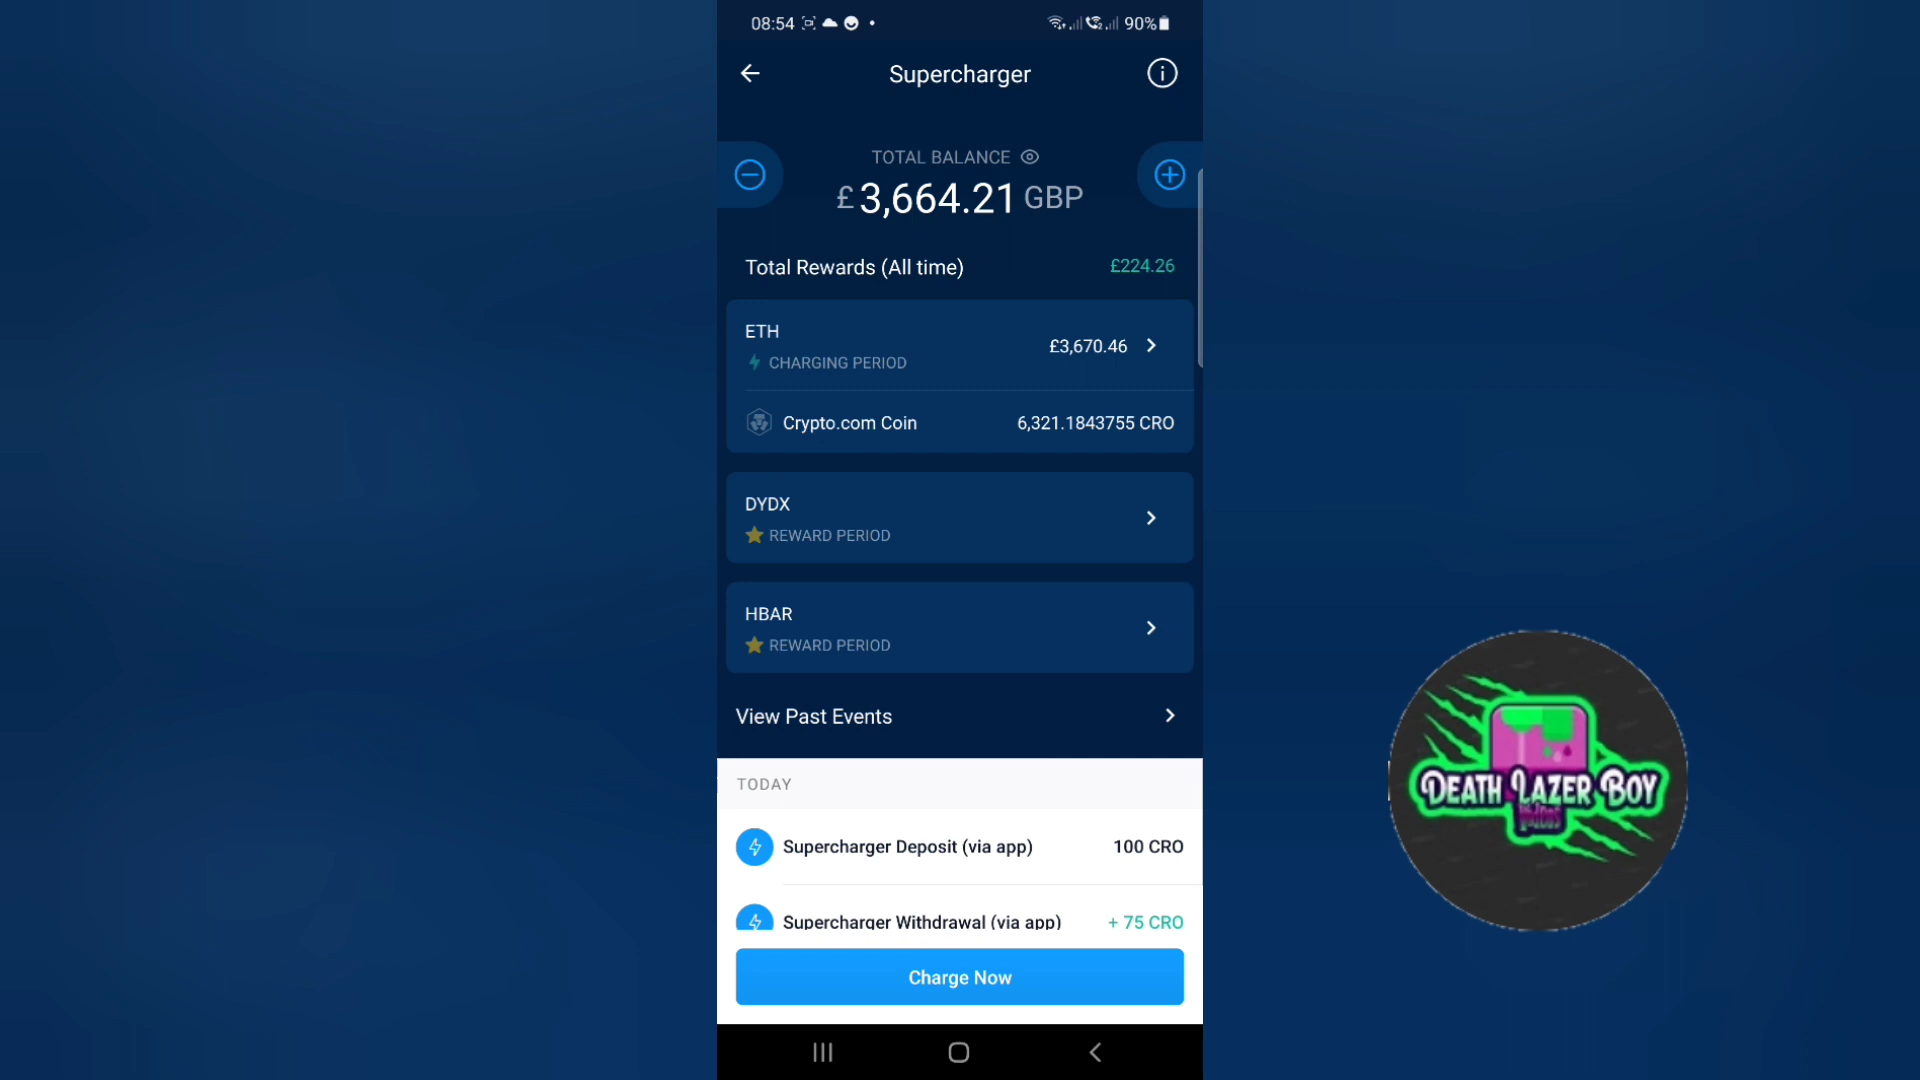 08:54
90%
Supercharger
TOTAL BALANCE
£3,664.21 GBP
Total Rewards (All time) £224.26
ETH
£3,670.46
CHARGING PERIOD
Crypto.com Coin 6,321.1843755 CRO
DYDX
REWARD PERIOD
HBAR
REWARD PERIOD
View Past Events
TODAY
Supercharger Deposit (via app) 100 CRO
Supercharger Withdrawal (via app) + 75 CRO
Charge Now
DEATH LAZER BOY